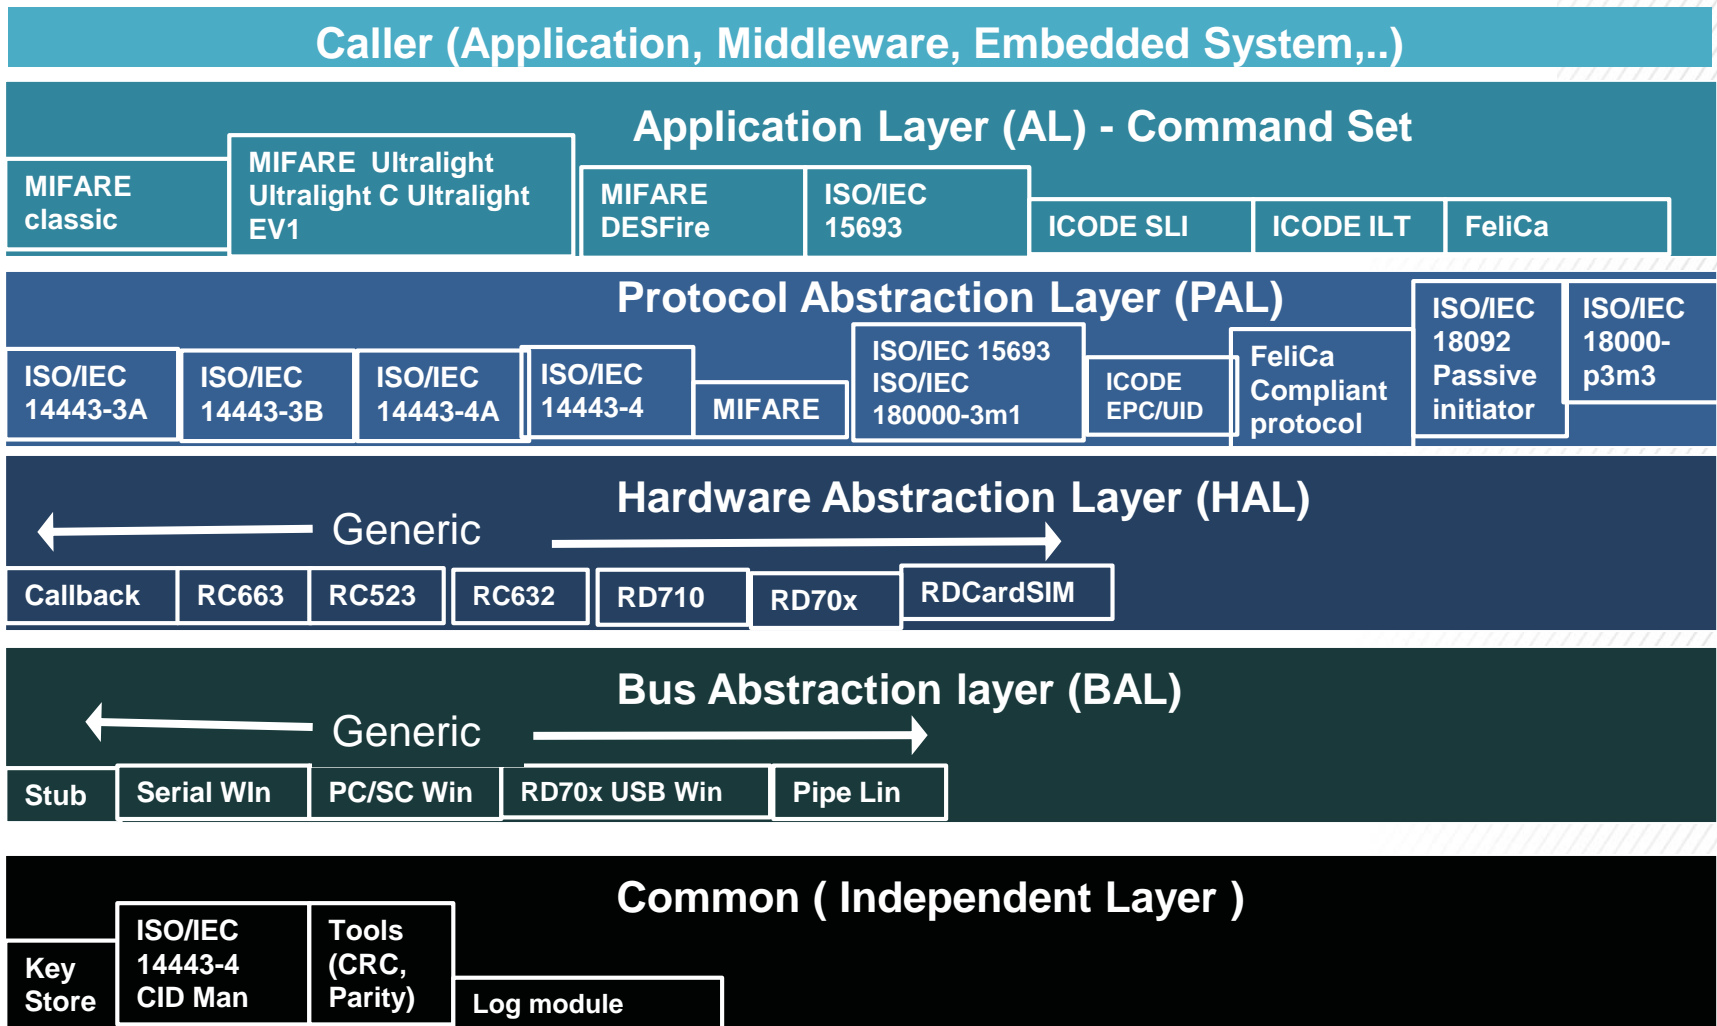 Caller (Application, Middleware, Embedded System,..)
Application Layer (AL) - Command Set
MIFARE
classic
MIFARE Ultralight
Ultralight C Ultralight
EV1
MIFARE
DESFire
ISO/IEC
15693
ICODE SLI
ICODE ILT
FeliCa
Protocol Abstraction Layer (PAL)
ISO/IEC
14443-3A
ISO/IEC
14443-3B
ISO/IEC
14443-4A
ISO/IEC
14443-4
MIFARE
ISO/IEC 15693
ISO/IEC
180000-3m1
ICODE
EPC/UID
FeliCa
Compliant
protocol
ISO/IEC
18092
Passive
initiator
ISO/IEC
18000-
p3m3
Hardware Abstraction Layer (HAL)
Generic
Callback
RC663
RC523
RC632
RD710
RD70x
RDCardSIM
Bus Abstraction layer (BAL)
Generic
Stub
Serial WIn
PC/SC Win
RD70x USB Win
Pipe Lin
Common ( Independent Layer )
Key
Store
ISO/IEC
14443-4
CID Man
Tools
(CRC,
Parity)
Log module